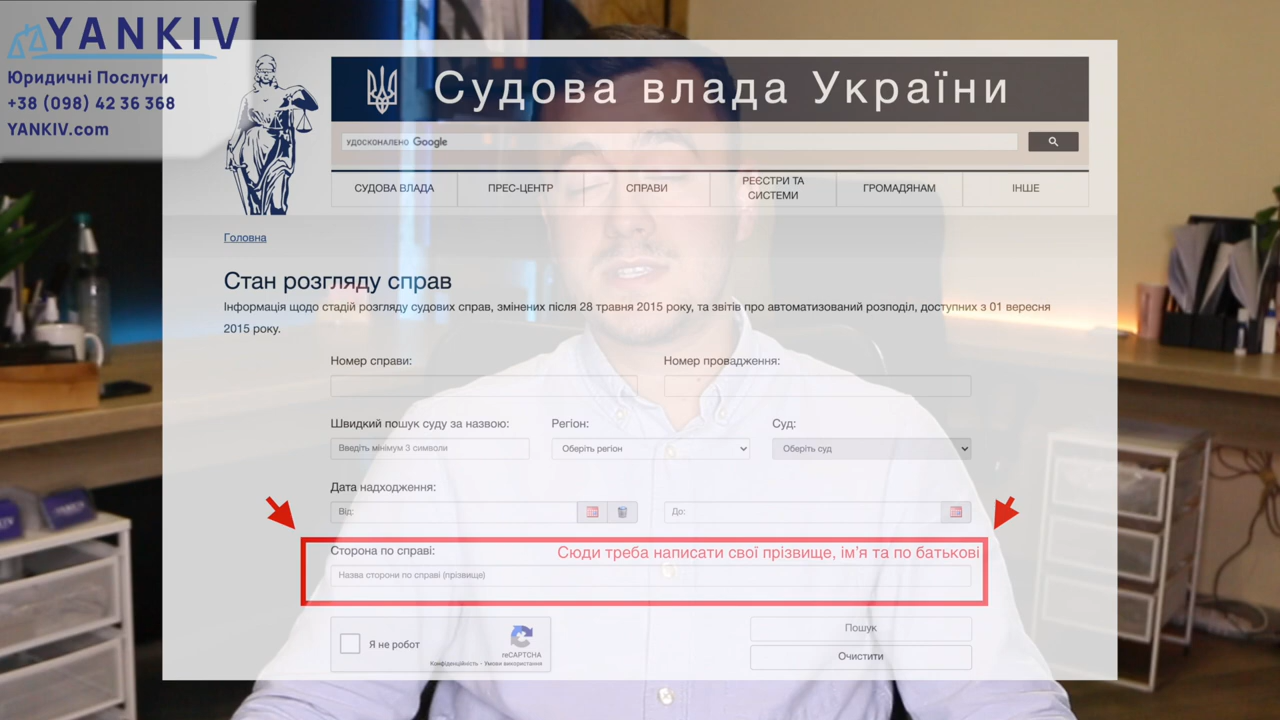 YANKIV
Юридичні Послуги
+38 (098) 42 36 368
YANKIV.com
Судова влада України
УДОСКОНАЛЕНО Google
СУДОВА ВЛАДА
ПРЕС-ЦЕНТР
СПРАВИ
РЕЄСТРИ ТА
СИСТЕМИ
ГРОМАДЯНАМ
ІНШЕ
Головна
Стан розгляду справ
Інформація щодо стадій розгляду судових справ, змінених після 28 травня 2015 року, та звітів про автоматизований розподіл, доступних з 01 вересня
2015 року.
Номер справи:
Номер провадження:
Швидкий пошук суду за назвою:
Регіон:
Суд:
Введіть мінімум 3 символи
Оберіть регіон
Оберіть суд
Дата надходження:
Від:
До:
Сторона по справі:
Сюди треба написати свої прізвище, ім'я та по батькові
Назва сторони по справі (прізвище)
Я не робот
reCAPTCHA
Конфіденційність - Умови використання
Пошук
Очистити
KIV
YANKIV